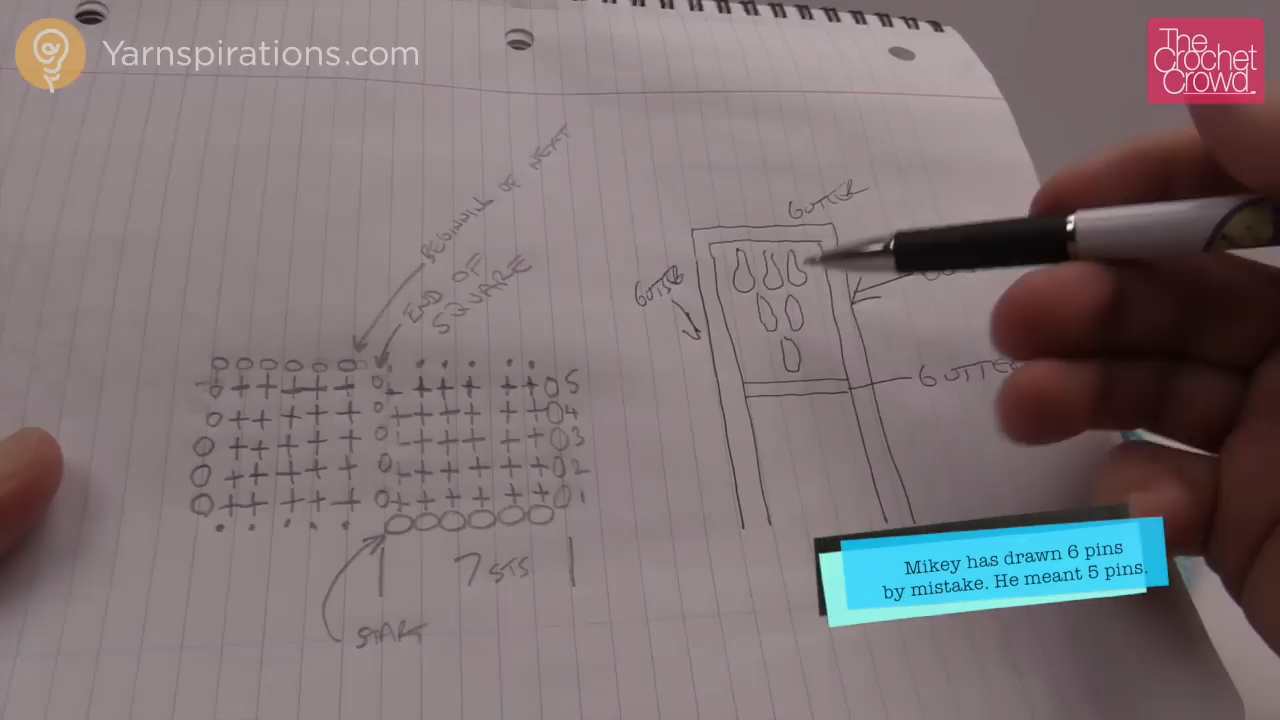 Yarnspirations.com
The
Crochet
Crowd
BEGINNING OF NEXT
END OF
SQUARE
GUTTER
GUTTER
GUTTER
5
4
3
2
1
7 STS
START
Mikey has drawn 6 pins
by mistake. He meant 5 pins.